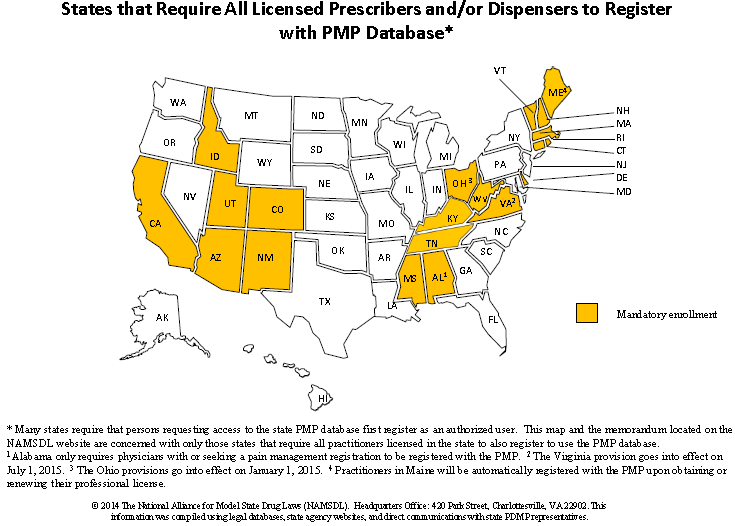 States that Require All Licensed Prescribers and/or Dispensers to Register
with PMP Database*
WA
OR
CA
NV
ID
MT
WY
UT
CO
AZ
NM
ND
SD
NE
KS
OK
TX
MN
IA
MO
AR
LA
WI
IL
MI
IN
OH3
KY
TN
MS
AL1
GA
FL
SC
NC
VA2
WV
PA
NY
VT
ME4
NH
MA
RI
CT
NJ
DE
MD
AK
HI
Mandatory enrollment
* Many states require that persons requesting access to the state PMP database first register as an authorized user. This map and the memorandum located on the
NAMSDL website are concerned with only those states that require all practitioners licensed in the state to also register to use the PMP database.
1 Alabama only requires physicians with or seeking a pain management registration to be registered with the PMP. 2 The Virginia provision goes into effect on
July 1, 2015. 3 The Ohio provisions go into effect on January 1, 2015. 4 Practitioners in Maine will be automatically registered with the PMP upon obtaining or
renewing their professional license.
© 2014 The National Alliance for Model State Drug Laws (NAMSDL). Headquarters Office: 420 Park Street, Charlottesville, VA 22902. This
information was compiled using legal databases, state agency websites, and direct communications with state PDMP representatives.